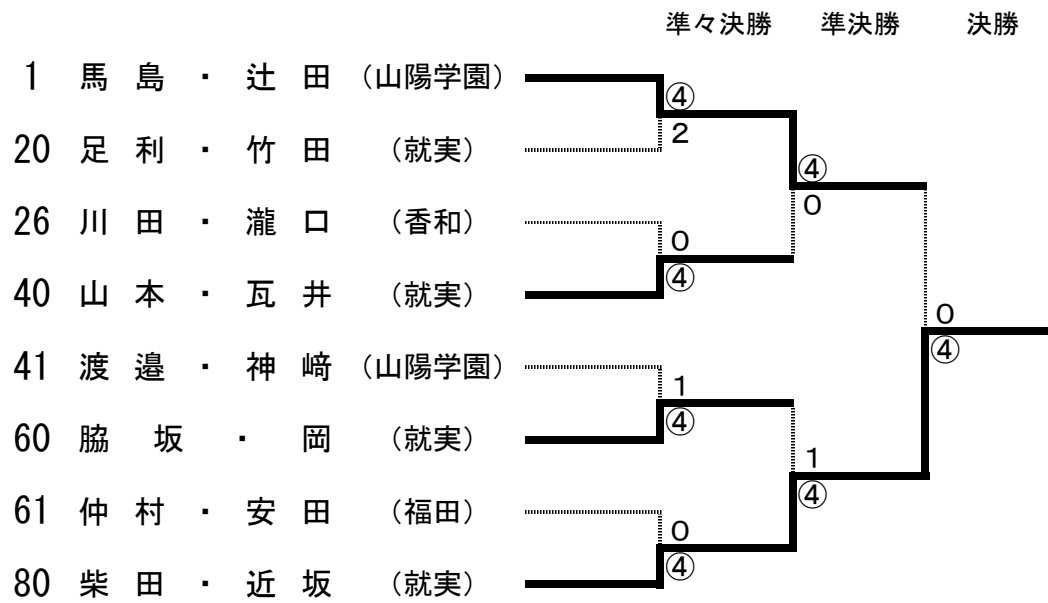 準々決勝 準決勝 決勝
1 馬島・辻田 (山陽学園)
④
2
20 足利・竹田 (就実)
④
0
26 川田・瀧口 (香和)
0
④
40 山本・瓦井 (就実)
0
④
41 渡邉・神﨑 (山陽学園)
1
④
60 脇坂・岡 (就実)
1
④
61 仲村・安田 (福田)
0
④
80 柴田・近坂 (就実)